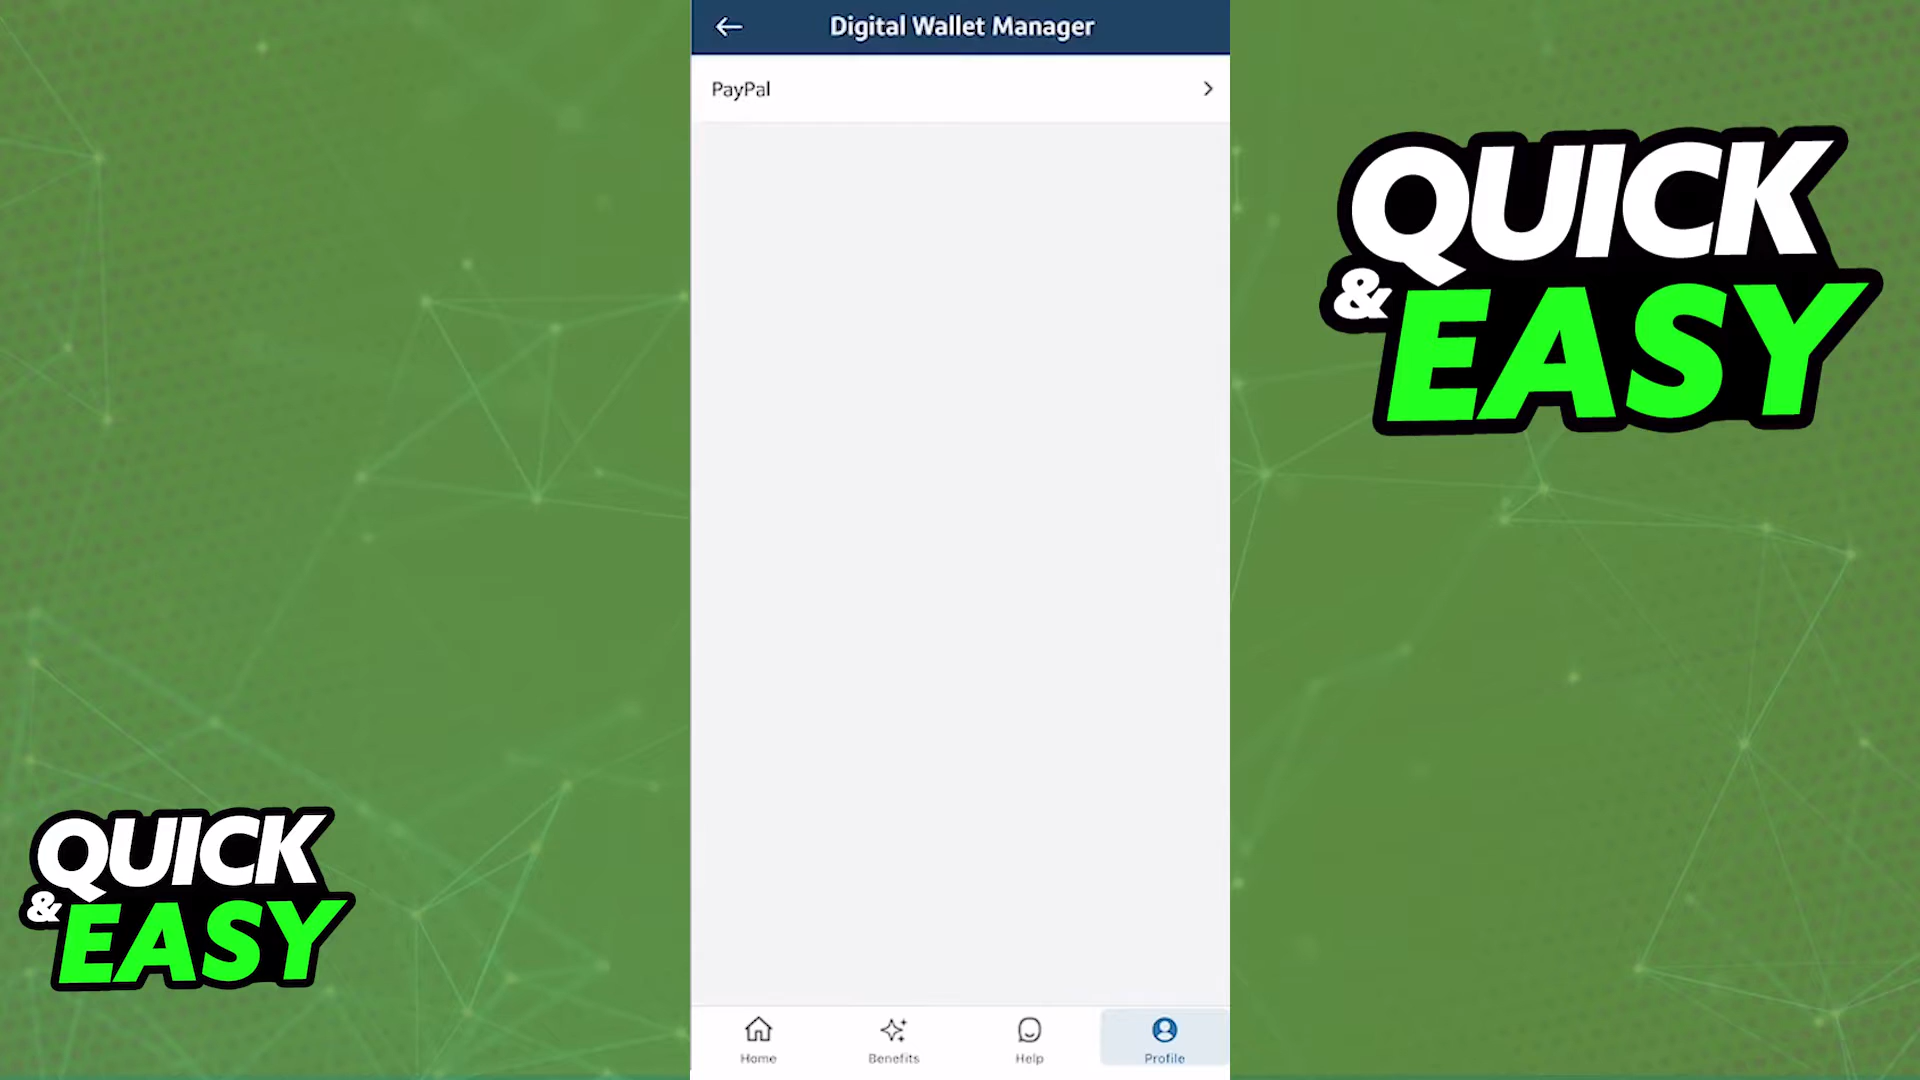 Digital Wallet Manager
PayPal
QUICK
& EASY
QUICK
& EASY
Home
Benefits
Help
Profile